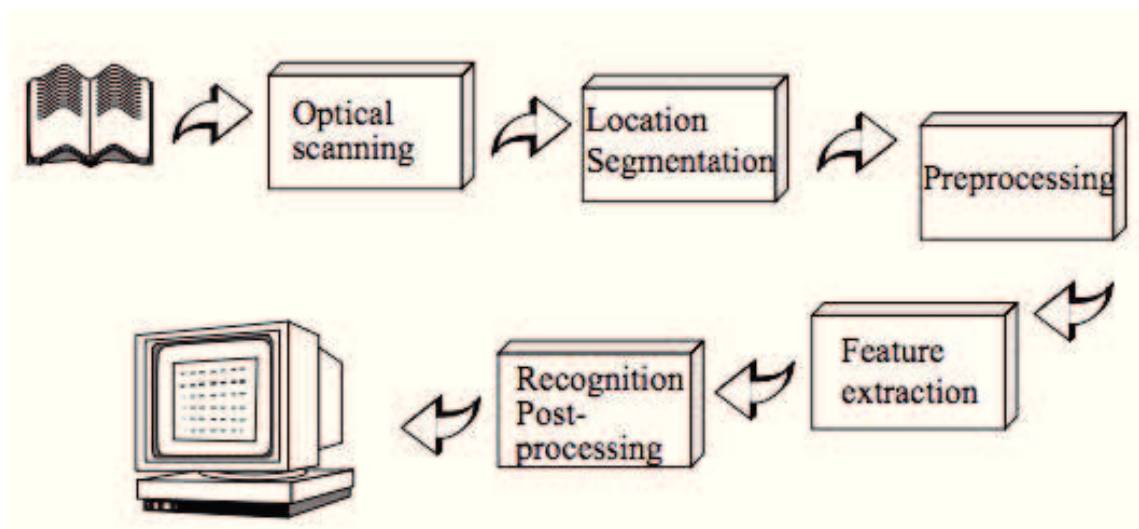 Optical
scanning
Location
Segmentation
Preprocessing
Feature
extraction
Recognition
Post-
processing